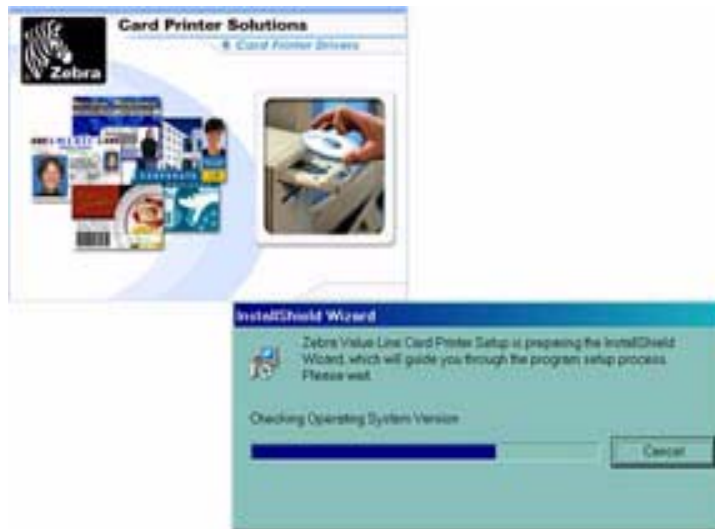 Card Printer Solutions
Card Printer Drivers
Zebra
CORPORATE
InstallShield Wizard
Zebra Value Line Card Printer Setup is preparing the InstallShield
Wizard, which will guide you through the program setup process.
Please wait.
Checking Operating System Version
Cancel